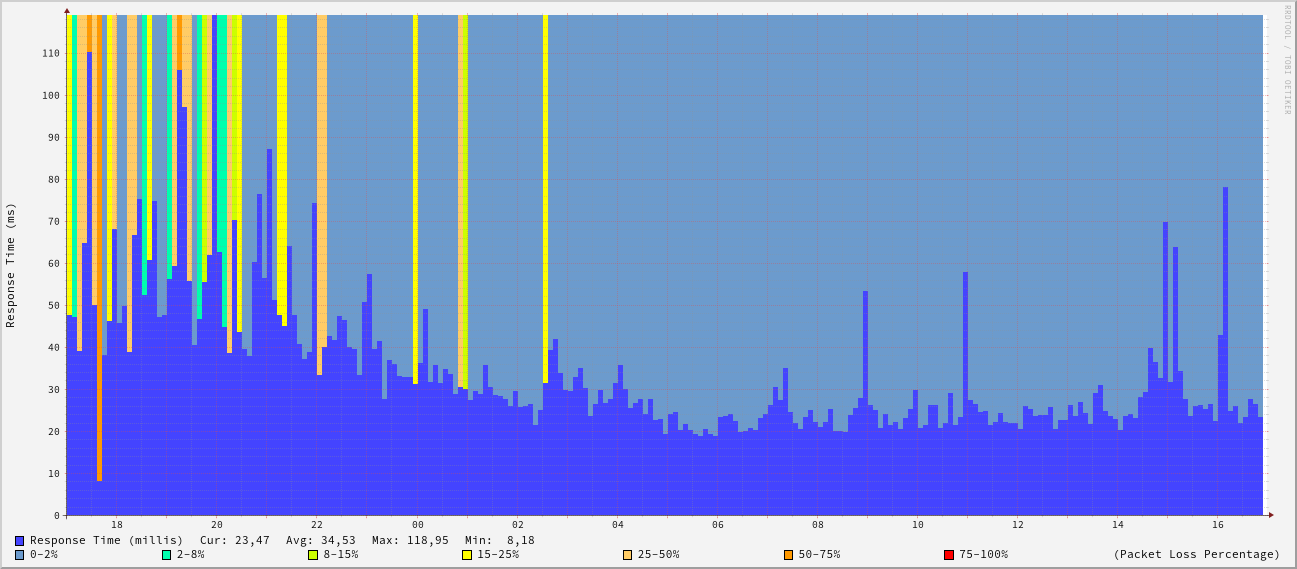 RRDTOOL / TOBI OETIKER
Response Time (ms)
110
100
90
80
70
60
50
40
30
20
10
0
18 20 22 00 02 04 06 08 10 12 14 16
Response Time (millis) Cur: 23,47 Avg: 34,53 Max: 118,95 Min: 8,18
0-2% 2-8% 8-15% 15-25% 25-50% 50-75% 75-100% (Packet Loss Percentage)